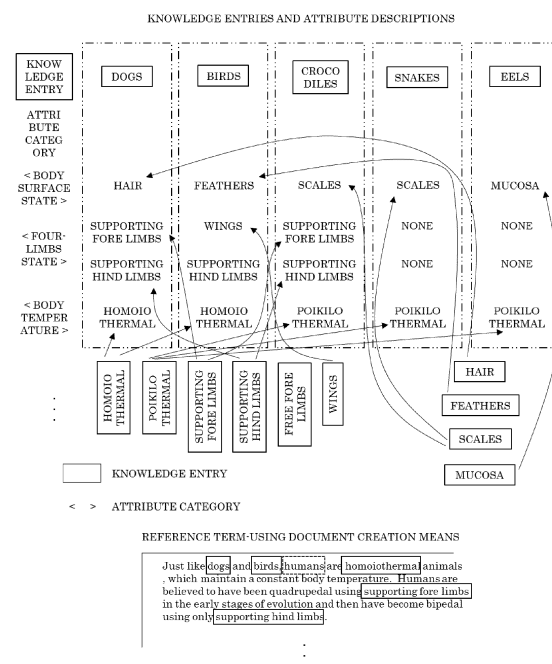 KNOWLEDGE ENTRIES AND ATTRIBUTE DESCRIPTIONS
KNOW
LEDGE
ENTRY
DOGS
BIRDS
CROCO
DILES
SNAKES
EELS
ATTRI
BUTE
CATEG
ORY
< BODY
SURFACE
STATE >
HAIR
FEATHERS
SCALES
SCALES
MUCOSA
< FOUR-
LIMBS
STATE >
SUPPORTING
FORE LIMBS
WINGS
SUPPORTING
FORE LIMBS
NONE
NONE
SUPPORTING
HIND LIMBS
SUPPORTING
HIND LIMBS
SUPPORTING
HIND LIMBS
NONE
NONE
< BODY
TEMPER
ATURE >
HOMOIO
THERMAL
HOMOIO
THERMAL
POIKILO
THERMAL
POIKILO
THERMAL
POIKILO
THERMAL
HOMOIO
THERMAL
POIKILO
THERMAL
SUPPORTING
FORE LIMBS
SUPPORTING
HIND LIMBS
FREE FORE
LIMBS
WINGS
HAIR
FEATHERS
SCALES
MUCOSA
KNOWLEDGE ENTRY
< > ATTRIBUTE CATEGORY
REFERENCE TERM-USING DOCUMENT CREATION MEANS
Just like dogs and birds, humans are homoiothermal animals
, which maintain a constant body temperature. Humans are
believed to have been quadrupedal using supporting fore limbs
in the early stages of evolution and then have become bipedal
using only supporting hind limbs.